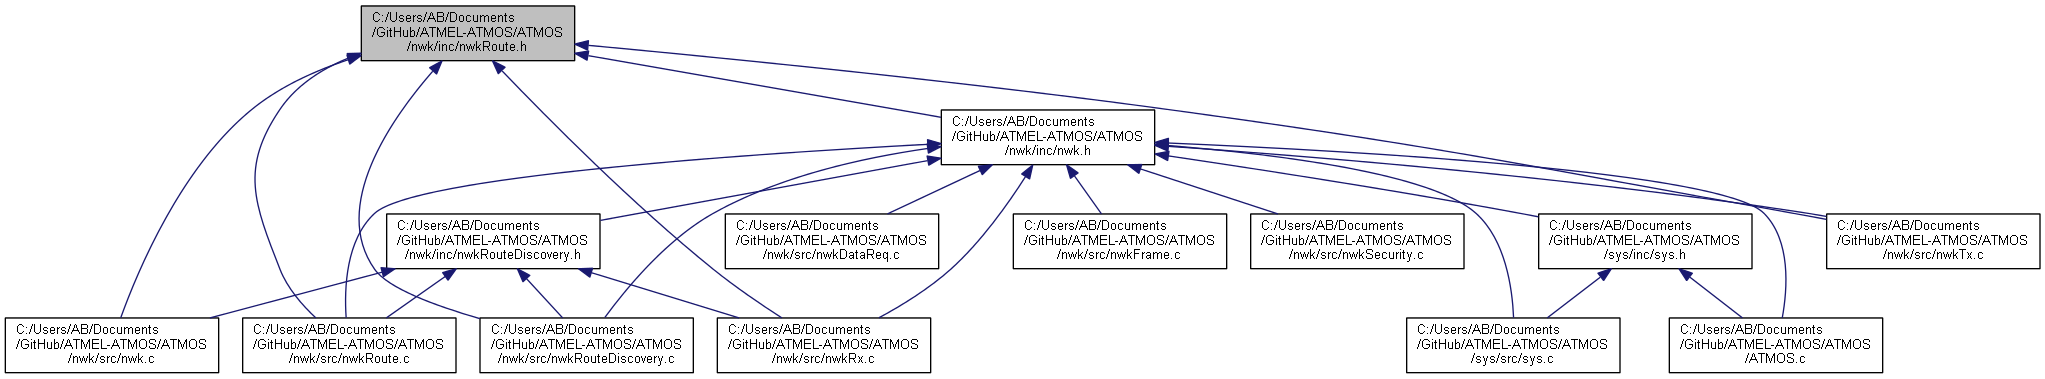 C:/Users/AB/Documents
/GitHub/ATMEL-ATMOS/ATMOS
/nwk/inc/nwkRoute.h
C:/Users/AB/Documents
/GitHub/ATMEL-ATMOS/ATMOS
/nwk/inc/nwk.h
C:/Users/AB/Documents
/GitHub/ATMEL-ATMOS/ATMOS
/nwk/inc/nwkRouteDiscovery.h
C:/Users/AB/Documents
/GitHub/ATMEL-ATMOS/ATMOS
/nwk/src/nwkDataReq.c
C:/Users/AB/Documents
/GitHub/ATMEL-ATMOS/ATMOS
/nwk/src/nwkFrame.c
C:/Users/AB/Documents
/GitHub/ATMEL-ATMOS/ATMOS
/nwk/src/nwkSecurity.c
C:/Users/AB/Documents
/GitHub/ATMEL-ATMOS/ATMOS
/sys/inc/sys.h
C:/Users/AB/Documents
/GitHub/ATMEL-ATMOS/ATMOS
/nwk/src/nwkTx.c
C:/Users/AB/Documents
/GitHub/ATMEL-ATMOS/ATMOS
/nwk/src/nwk.c
C:/Users/AB/Documents
/GitHub/ATMEL-ATMOS/ATMOS
/nwk/src/nwkRoute.c
C:/Users/AB/Documents
/GitHub/ATMEL-ATMOS/ATMOS
/nwk/src/nwkRouteDiscovery.c
C:/Users/AB/Documents
/GitHub/ATMEL-ATMOS/ATMOS
/nwk/src/nwkRx.c
C:/Users/AB/Documents
/GitHub/ATMEL-ATMOS/ATMOS
/sys/src/sys.c
C:/Users/AB/Documents
/GitHub/ATMEL-ATMOS/ATMOS
/ATMOS.c